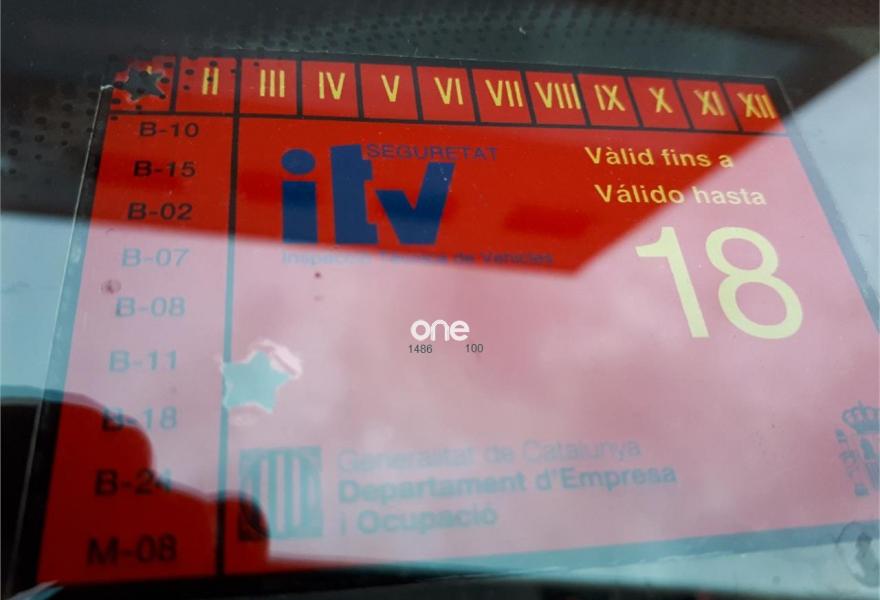 II III IV V VI VII VIII IX X XI XII
B-10
B-15
B-02
B-07
B-08
B-11
B-18
B-24
M-08
SEGURETAT
itv
Inspecció Tècnica de Vehicles
Vàlid fins a
Válido hasta
18
one
1486 100
Generalitat de Catalunya
Departament d'Empresa
i Ocupació